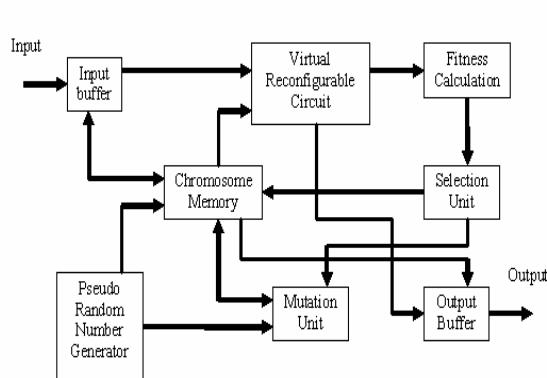 Input
Input
buffer
Virtual
Reconfigurable
Circuit
Fitness
Calculation
Chromosome
Memory
Selection
Unit
Pseudo
Random
Number
Generator
Mutation
Unit
Output
Buffer
Output